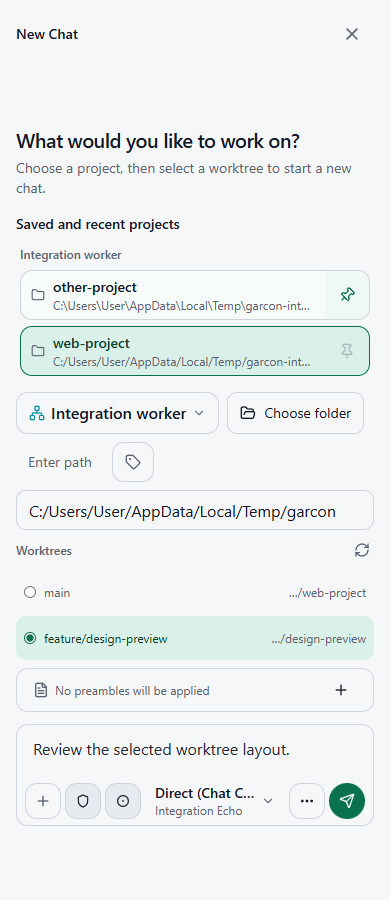 New Chat
What would you like to work on?
Choose a project, then select a worktree to start a new
chat.
Saved and recent projects
Integration worker
other-project
C:\Users\User\AppData\Local\Temp\garcon-int...
web-project
C:/Users/User/AppData/Local/Temp/garcon-int...
Integration worker
Choose folder
Enter path
C:/Users/User/AppData/Local/Temp/garcon
Worktrees
main .../web-project
feature/design-preview .../design-preview
No preambles will be applied
Review the selected worktree layout.
Direct (Chat C...
Integration Echo